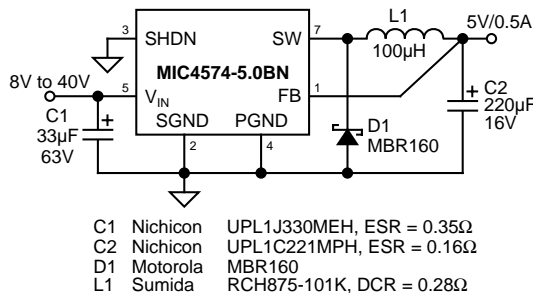 5V/0.5A
L1
3
SHDN
SW
7
100µH
MIC4574-5.0BN
8V to 40V
5
VIN
FB
1
C1
33µF
63V
+
SGND
PGND
2
4
D1
MBR160
C2
220µF
16V
+
C1 Nichicon UPL1J330MEH, ESR = 0.35Ω
C2 Nichicon UPL1C221MPH, ESR = 0.16Ω
D1 Motorola MBR160
L1 Sumida RCH875-101K, DCR = 0.28Ω